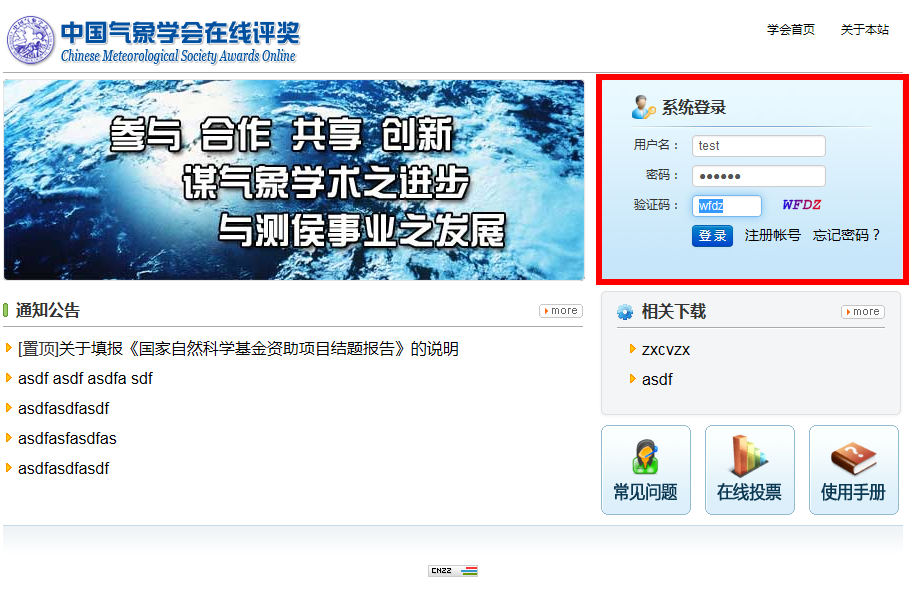 中国气象学会在线评奖
Chinese Meteorological Society Awards Online
学会首页 关于本站
参与 合作 共享 创新
谋气象学术之进步
与测侯事业之发展
系统登录
用户名： test
密码： ●●●●●●
验证码： wfdz WFDZ
登录 注册帐号 忘记密码？
通知公告 more
[置顶]关于填报《国家自然科学基金资助项目结题报告》的说明
asdf asdf asdfa sdf
asdfasdfasdf
asdfasfasdfas
asdfasdfasdf
相关下载 more
zxcvzx
asdf
常见问题 在线投票 使用手册
CNZZ